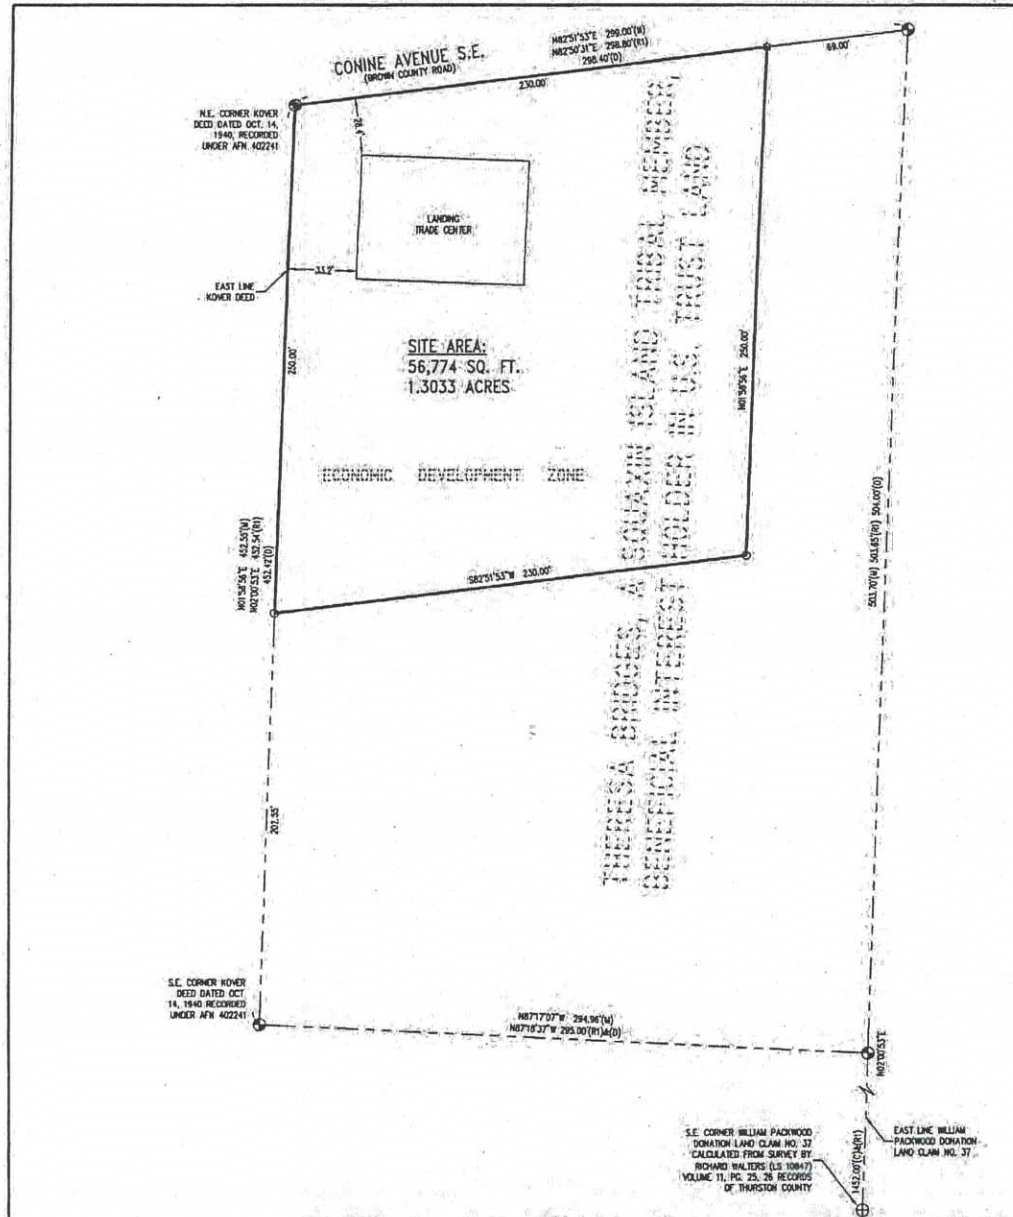 CONINE AVENUE S.E.
(BROWN COUNTY ROAD)
N82°51'53"E 299.00'(M)
N82°50'31"E 298.80'(R1)
298.40'(D)
69.00'
230.00'
N.E. CORNER KOVER
DEED DATED OCT. 14,
1940, RECORDED
UNDER AFN 402241
LANDING
TRADE CENTER
EAST LINE
KOVER DEED
33.2'
250.00'
SITE AREA:
56,774 SQ. FT.
1.3033 ACRES
N01°58'56"E 250.00'
ECONOMIC DEVELOPMENT ZONE
THERESA BRIDGES, A SQUAXIN ISLAND TRIBAL MEMBER,
BENEFICIAL INTEREST HOLDER IN U.S. TRUST LAND
N01°58'56"E 452.55'(M)
N02°00'53"E 452.54'(R1)
452.42'(D)
503.70'(M) 503.65'(R1) 504.00'(D)
S82°51'53"W 230.00'
202.55'
S.E. CORNER KOVER
DEED DATED OCT
14, 1940 RECORDED
UNDER AFN 402241
N87°17'07"W 294.96'(M)
N87°18'37"W 295.00'(R1)&(D)
N02°00'53"E
S.E. CORNER WILLIAM PACKWOOD
DONATION LAND CLAIM NO. 37
CALCULATED FROM SURVEY BY
RICHARD WALTERS (LS 10847)
VOLUME 11, PG. 25, 26 RECORDS
OF THURSTON COUNTY
1452.00'(C)&(R1)
EAST LINE WILLIAM
PACKWOOD DONATION
LAND CLAIM NO. 37